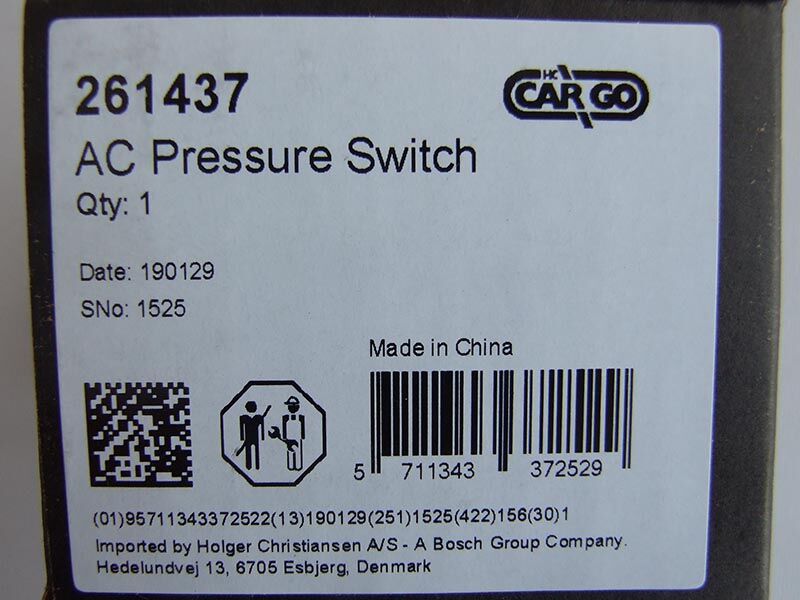 261437
HC
CARGO
AC Pressure Switch
Qty: 1
Date: 190129
SNo: 1525
Made in China
5 711343 372529
(01)95711343372522(13)190129(251)1525(422)156(30)1
Imported by Holger Christiansen A/S - A Bosch Group Company.
Hedelundvej 13, 6705 Esbjerg, Denmark